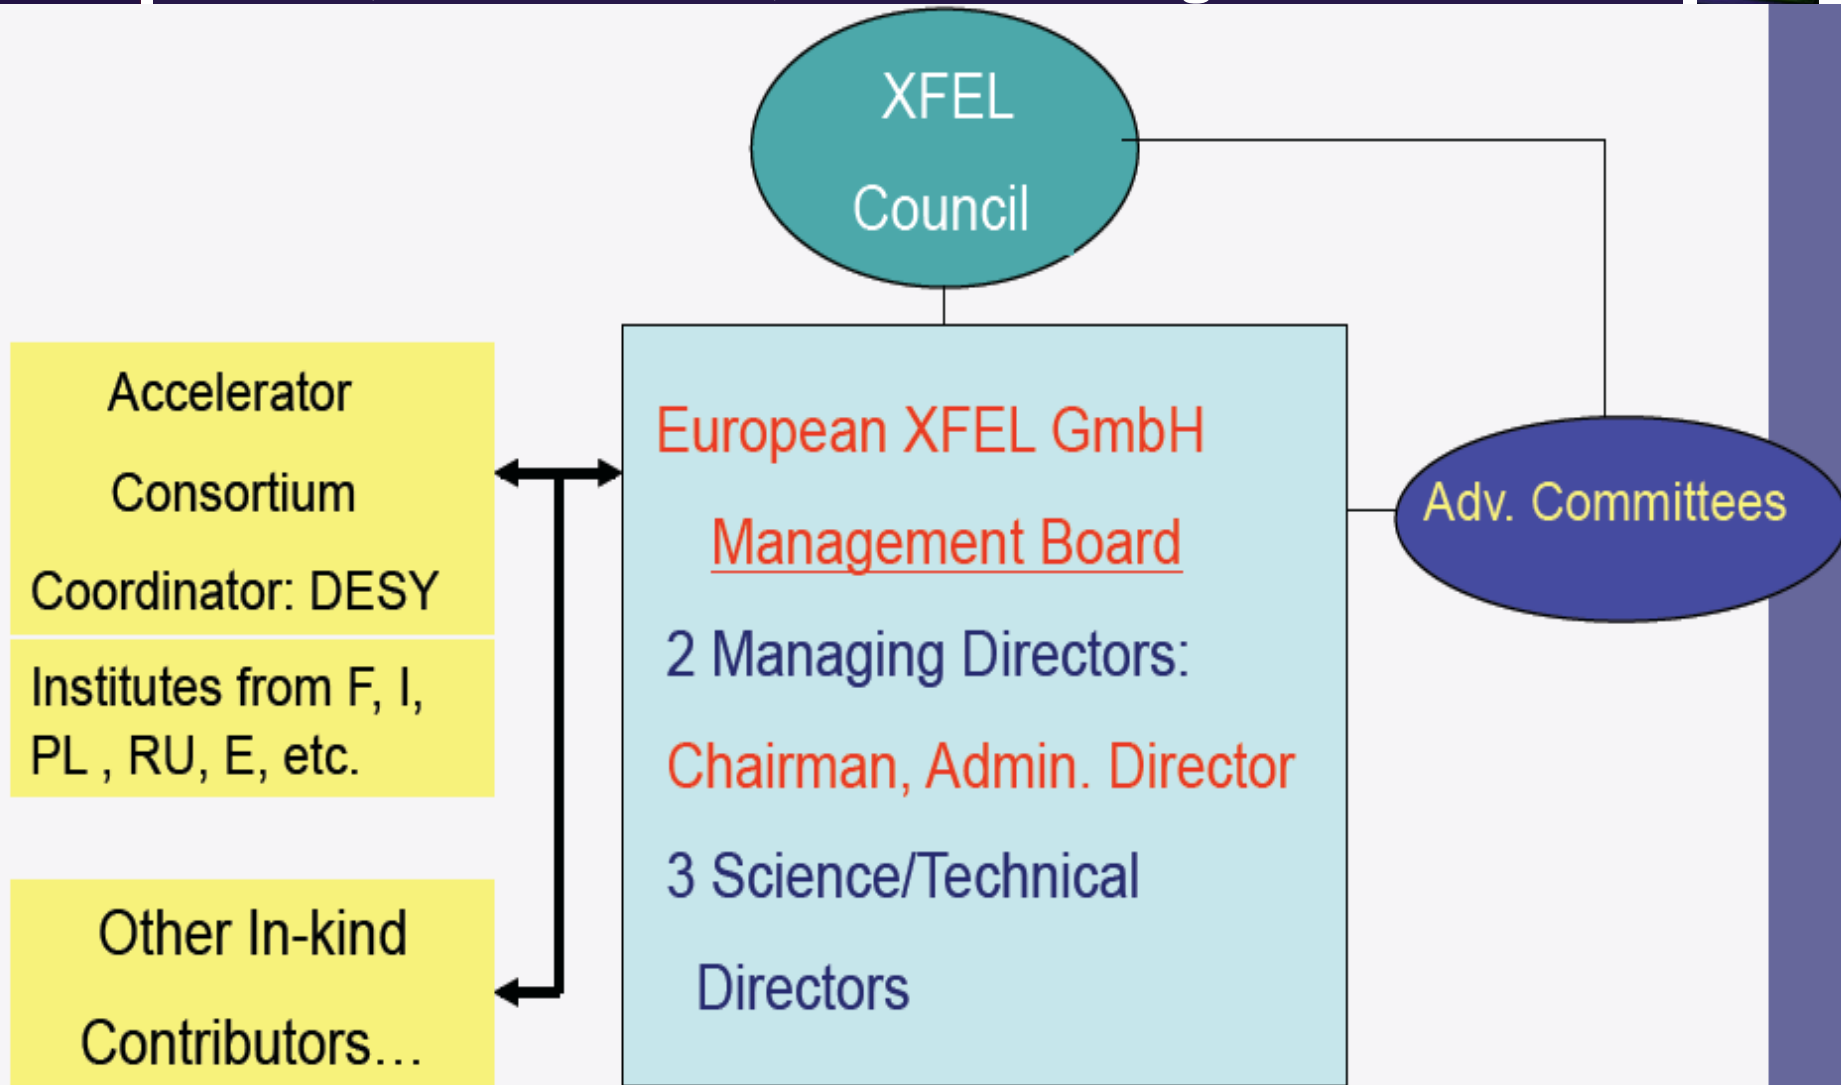 XFEL
Council
Accelerator
Consortium
Coordinator: DESY
Institutes from F, I,
PL , RU, E, etc.
Other In-kind
Contributors...
European XFEL GmbH
Management Board
2 Managing Directors:
Chairman, Admin. Director
3 Science/Technical
Directors
Adv. Committees